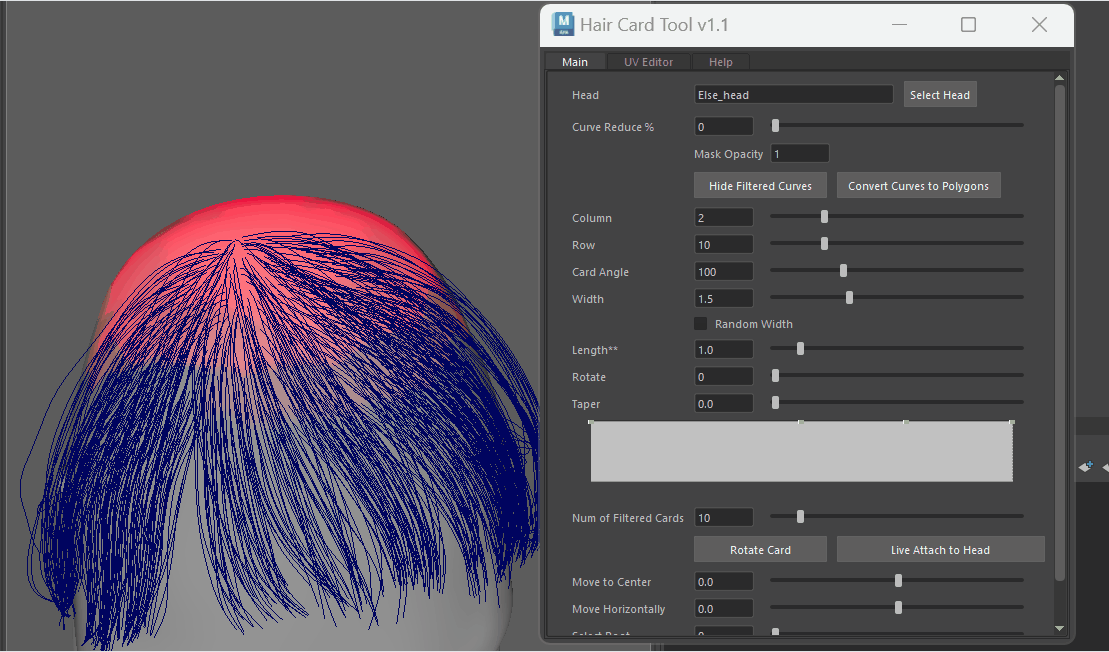 Hair Card Tool v1.1
Main UV Editor Help
Head Else_head Select Head
Curve Reduce % 0
Mask Opacity 1
Hide Filtered Curves Convert Curves to Polygons
Column 2
Row 10
Card Angle 100
Width 1.5
Random Width
Length** 1.0
Rotate 0
Taper 0.0
Num of Filtered Cards 10
Rotate Card Live Attach to Head
Move to Center 0.0
Move Horizontally 0.0
Select Root 0